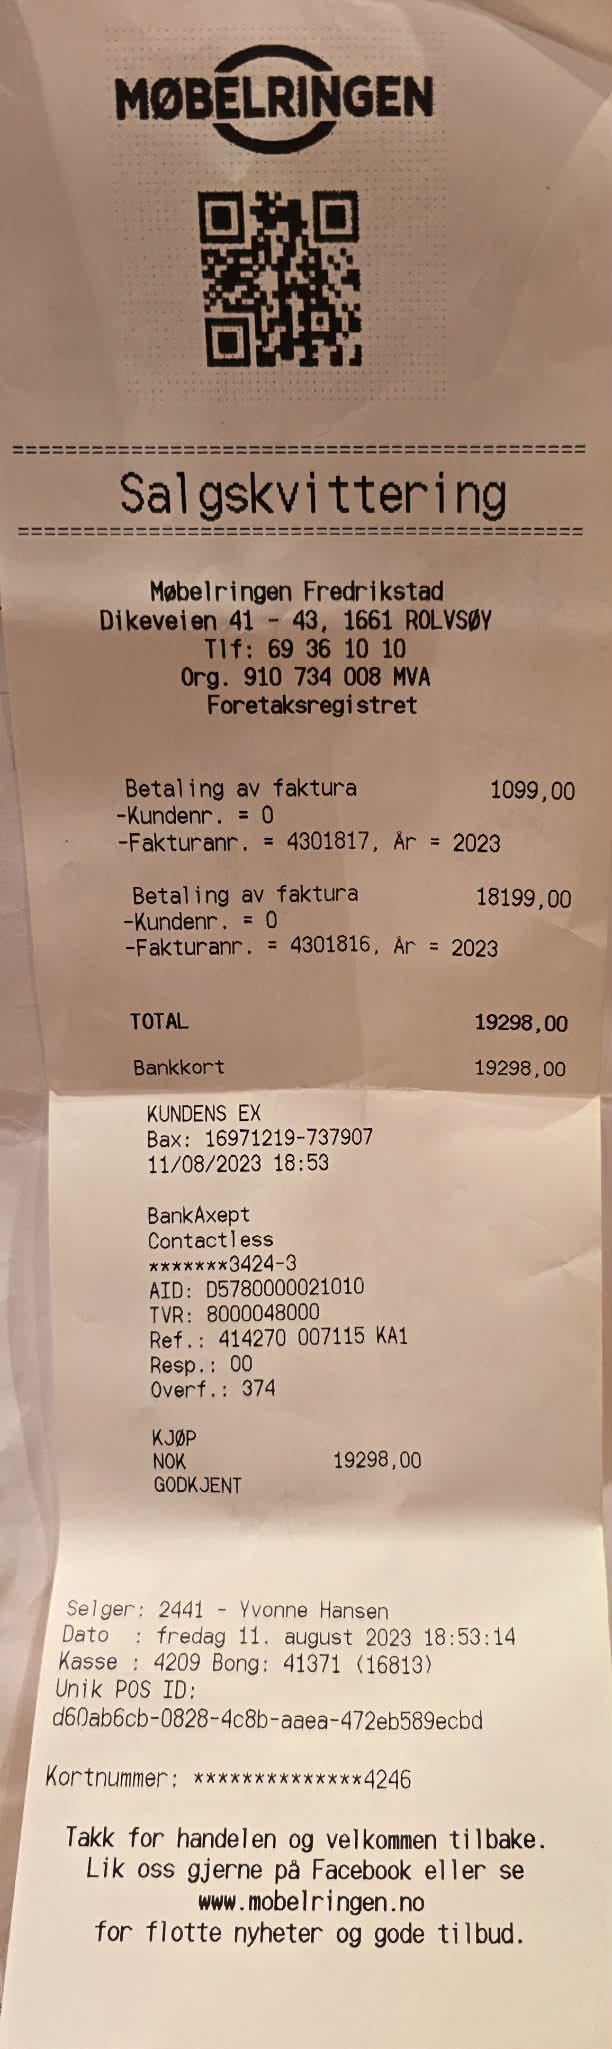 MØBELRINGEN
=============================================
Salgskvittering
=============================================
Møbelringen Fredrikstad
Dikeveien 41 - 43, 1661 ROLVSØY
Tlf: 69 36 10 10
Org. 910 734 008 MVA
Foretaksregistret
Betaling av faktura 1099,00
-Kundenr. = 0
-Fakturanr. = 4301817, År = 2023
Betaling av faktura 18199,00
-Kundenr. = 0
-Fakturanr. = 4301816, År = 2023
TOTAL 19298,00
Bankkort 19298,00
KUNDENS EX
Bax: 16971219-737907
11/08/2023 18:53
BankAxept
Contactless
*******3424-3
AID: D5780000021010
TVR: 8000048000
Ref.: 414270 007115 KA1
Resp.: 00
Overf.: 374
KJØP
NOK 19298,00
GODKJENT
Selger: 2441 - Yvonne Hansen
Dato : fredag 11. august 2023 18:53:14
Kasse : 4209 Bong: 41371 (16813)
Unik POS ID:
d60ab6cb-0828-4c8b-aaea-472eb589ecbd
Kortnummer: **************4246
Takk for handelen og velkommen tilbake.
Lik oss gjerne på Facebook eller se
www.mobelringen.no
for flotte nyheter og gode tilbud.